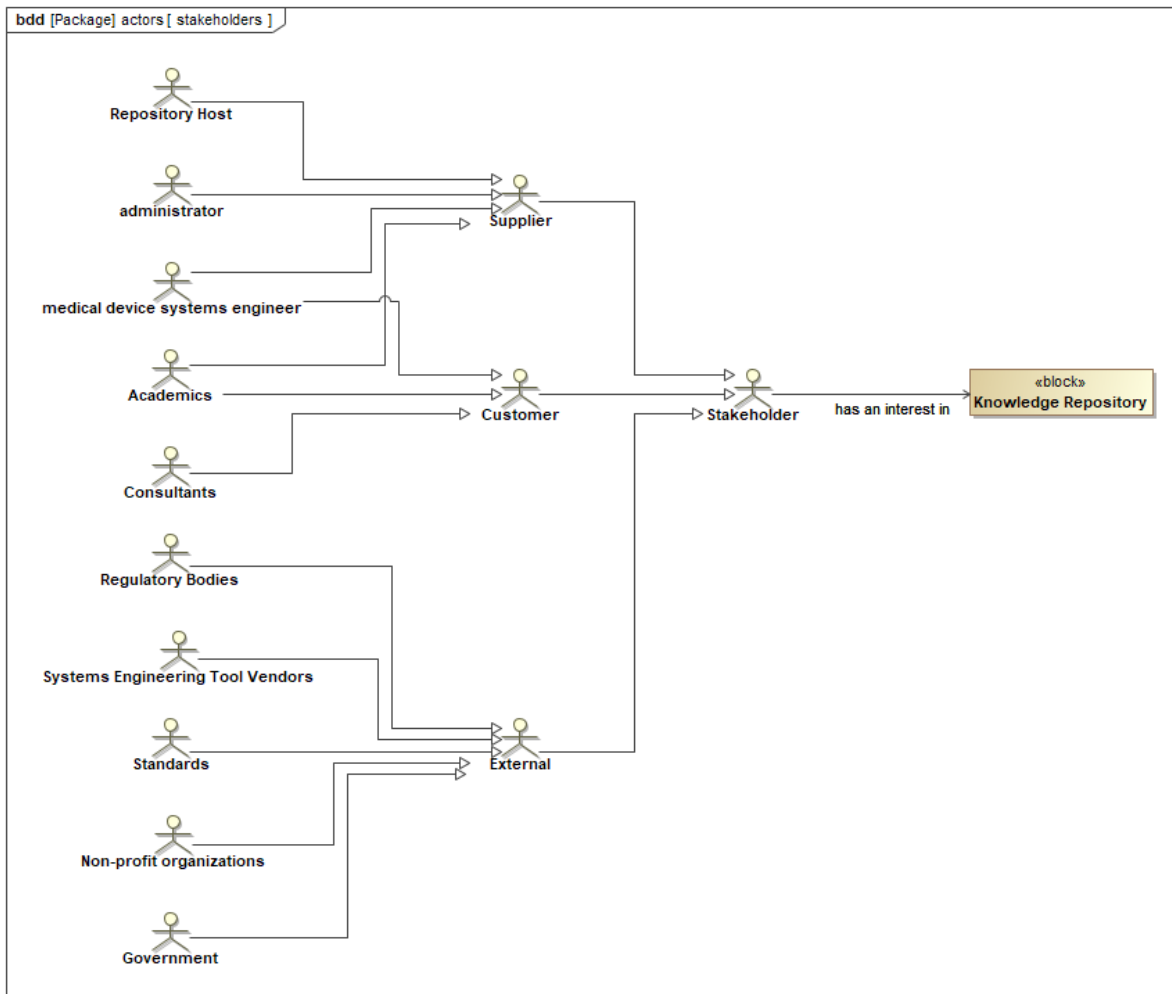 bdd [Package] actors [ stakeholders ]
Repository Host
administrator
Supplier
medical device systems engineer
Academics
Customer
Stakeholder
has an interest in
«block»
Knowledge Repository
Consultants
Regulatory Bodies
Systems Engineering Tool Vendors
Standards
External
Non-profit organizations
Government